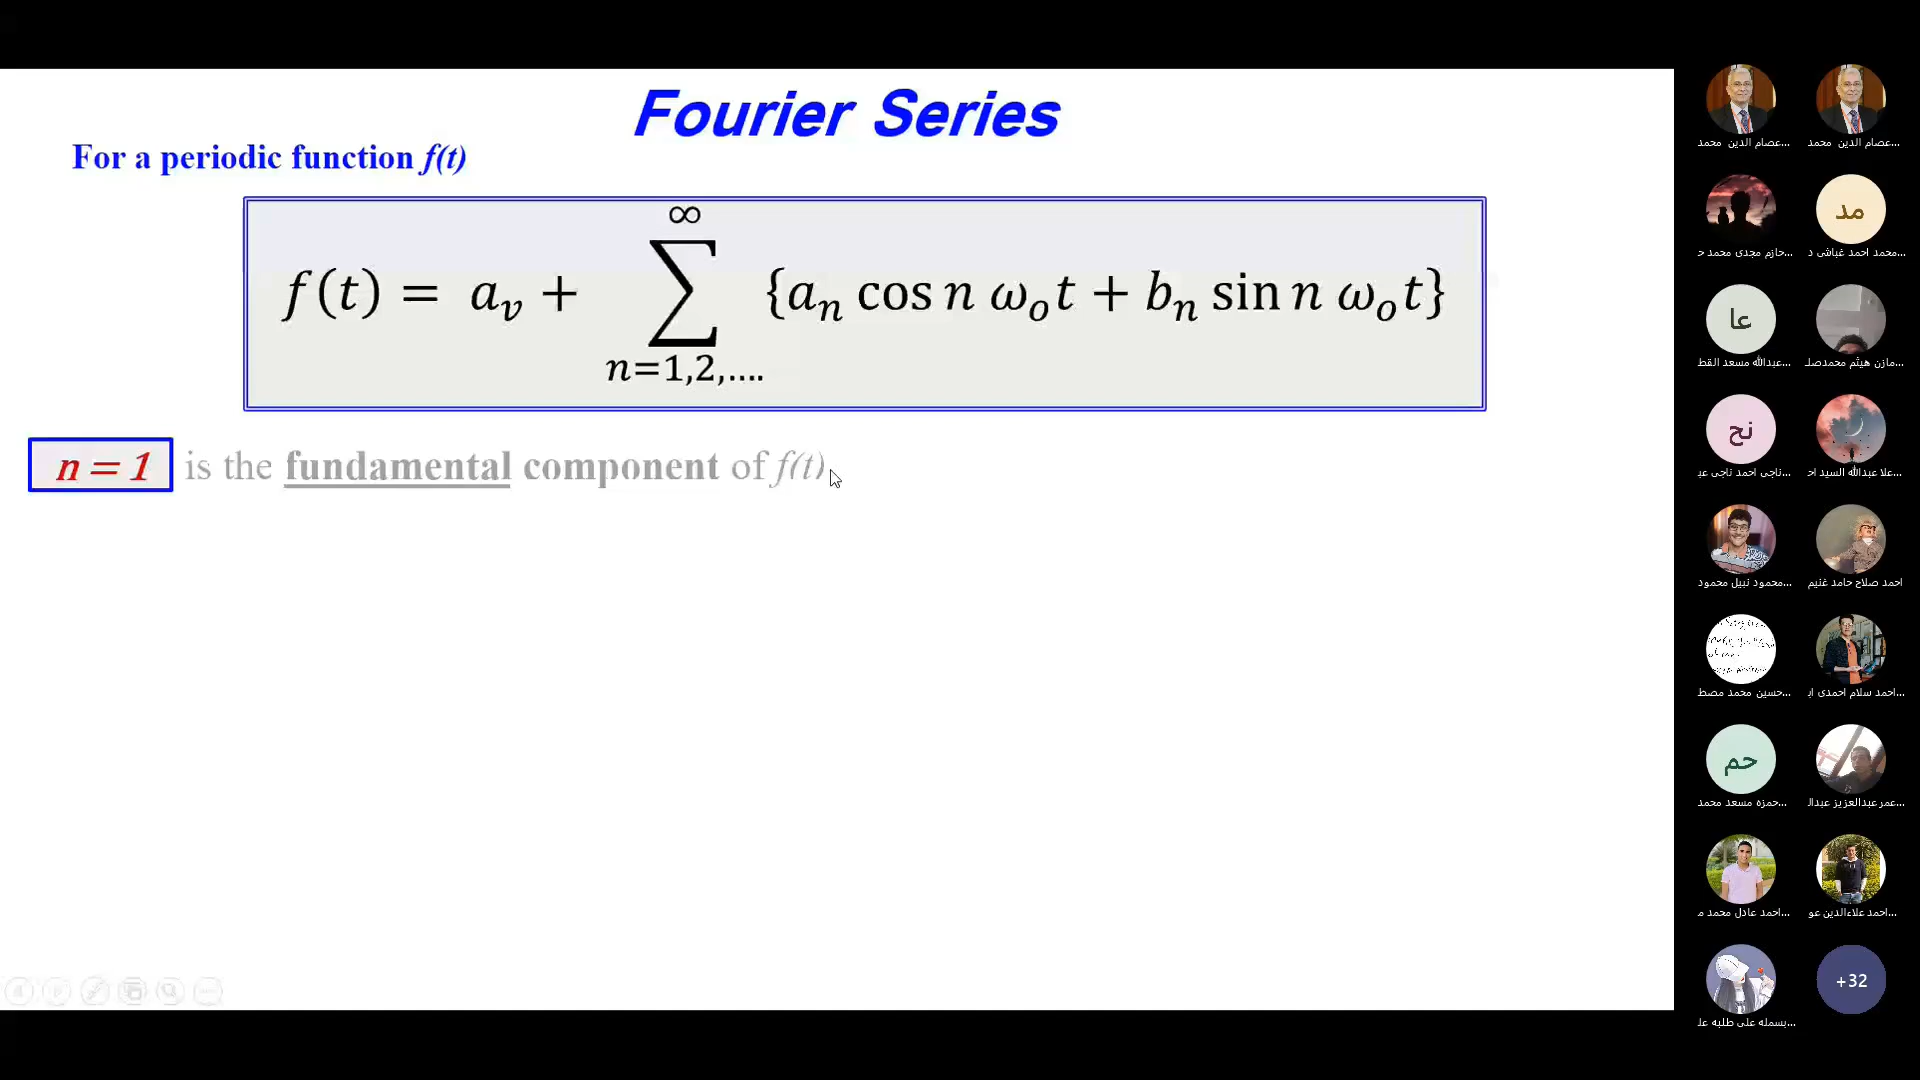 Fourier Series
For a periodic function f(t)
f(t) = a_v + ∑_{n=1,2,....}^{∞} {a_n cos n ω_o t + b_n sin n ω_o t}
n = 1 is the fundamental component of f(t)
عصام الدين محمد...
عصام الدين محمد...
حازم مجدى محمد ح...
مد
محمد احمد غباشى د...
عا
عبدالله مسعد القط...
مازن هيثم محمدصل...
نح
ناجى احمد ناجى عب...
علا عبدالله السيد اح...
محمود نبيل محمود...
احمد صلاح حامد غنيم
حسين محمد مصط...
احمد سلام احمدى اب...
حم
حمزه مسعد محمد...
عمر عبدالعزيز عبدال...
احمد عادل محمد م...
احمد علاءالدين عو...
بسمله على طلبه عل...
+32